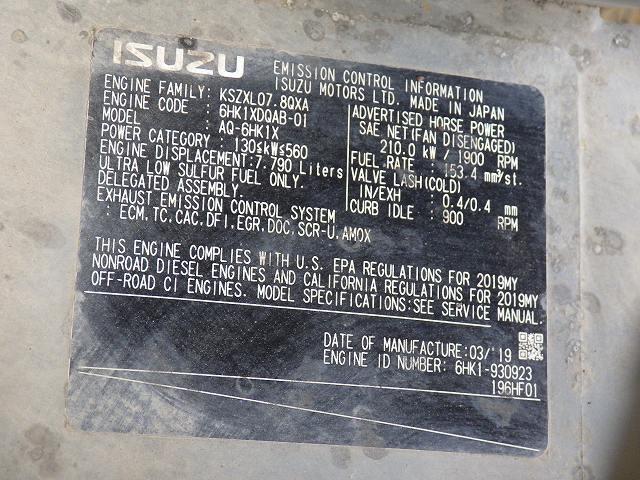 ISUZU
EMISSION CONTROL INFORMATION
ISUZU MOTORS LTD. MADE IN JAPAN
ENGINE FAMILY: KSZXL07.8QXA
ENGINE CODE : 6HK1XDQAB-01
MODEL : AQ-6HK1X
POWER CATEGORY : 130≤kW≤560
ENGINE DISPLACEMENT:7.790 Liters
ULTRA LOW SULFUR FUEL ONLY.
DELEGATED ASSEMBLY.
EXHAUST EMISSION CONTROL SYSTEM
: ECM,TC,CAC,DFI,EGR,DOC,SCR-U,AMOX
ADVERTISED HORSE POWER
SAE NET(FAN DISENGAGED)
210.0 kW / 1900 RPM
FUEL RATE : 153.4 mm³/st.
VALVE LASH(COLD)
IN/EXH : 0.4/0.4 mm
CURB IDLE : 900 RPM
THIS ENGINE COMPLIES WITH U.S. EPA REGULATIONS FOR 2019MY
NONROAD DIESEL ENGINES AND CALIFORNIA REGULATIONS FOR 2019MY
OFF-ROAD CI ENGINES. MODEL SPECIFICATIONS:SEE SERVICE MANUAL.
DATE OF MANUFACTURE:03/'19
ENGINE ID NUMBER: 6HK1-930923
196HF01